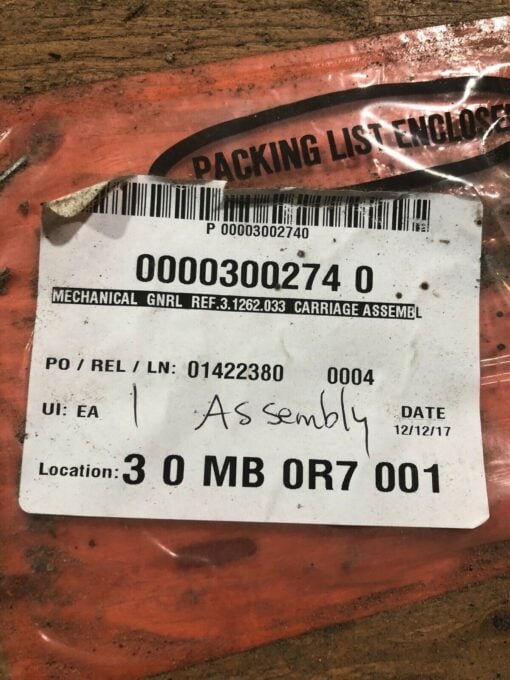 PACKING LIST ENCLOSE
P 00003002740
0000300274 0
MECHANICAL GNRL REF.3.1262.033 CARRIAGE ASSEMBL
PO / REL / LN: 01422380 0004
UI: EA 1 Assembly DATE
12/12/17
Location: 3 0 MB 0R7 001